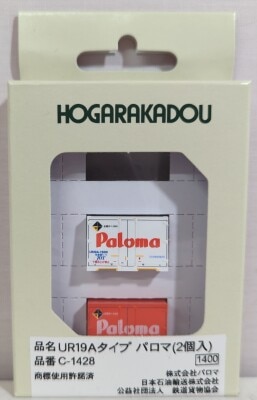 HOGARAKADOU
Paloma
Paloma
品名 UR19Aタイプ パロマ(2個入)
品番 C-1428
1400
商標使用許諾済
株式会社パロマ
日本石油輸送株式会社
公益社団法人 鉄道貨物協会